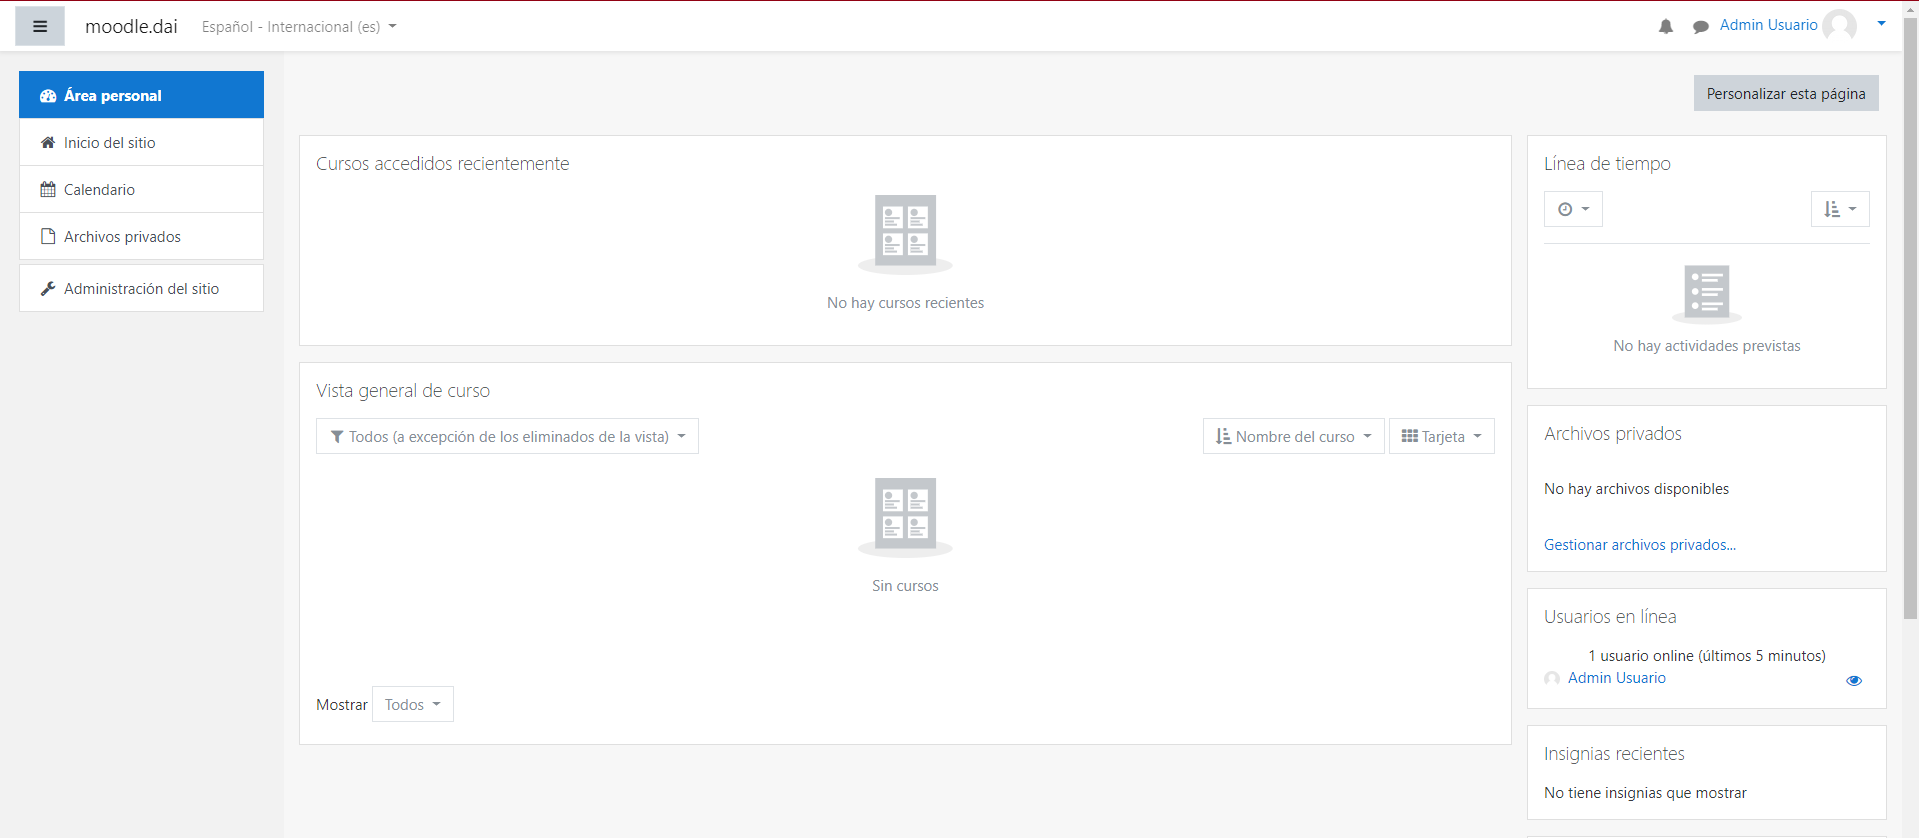 moodle.dai
Español - Internacional (es)
Admin Usuario
Área personal
Inicio del sitio
Calendario
Archivos privados
Administración del sitio
Personalizar esta página
Cursos accedidos recientemente
No hay cursos recientes
Vista general de curso
Todos (a excepción de los eliminados de la vista)
Nombre del curso
Tarjeta
Sin cursos
Mostrar Todos
Línea de tiempo
No hay actividades previstas
Archivos privados
No hay archivos disponibles
Gestionar archivos privados...
Usuarios en línea
1 usuario online (últimos 5 minutos)
Admin Usuario
Insignias recientes
No tiene insignias que mostrar